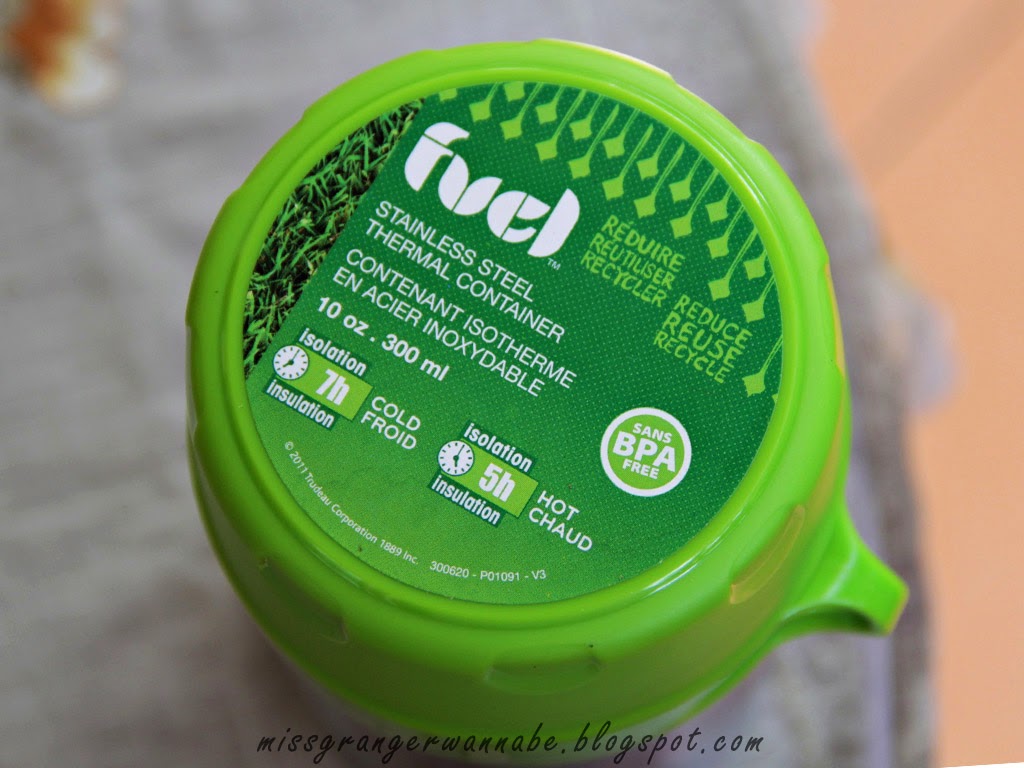 fuel™
STAINLESS STEEL
THERMAL CONTAINER
CONTENANT ISOTHERME
EN ACIER INOXYDABLE
10 oz . 300 ml
isolation
7h
insulation
COLD
FROID
isolation
5h
insulation
HOT
CHAUD
RÉDUIRE
RÉUTILISER
RECYCLER
REDUCE
REUSE
RECYCLE
SANS
BPA
FREE
© 2011 Trudeau Corporation 1889 Inc. 300620 - P01091 - V3
missgrangerwannabe.blogspot.com